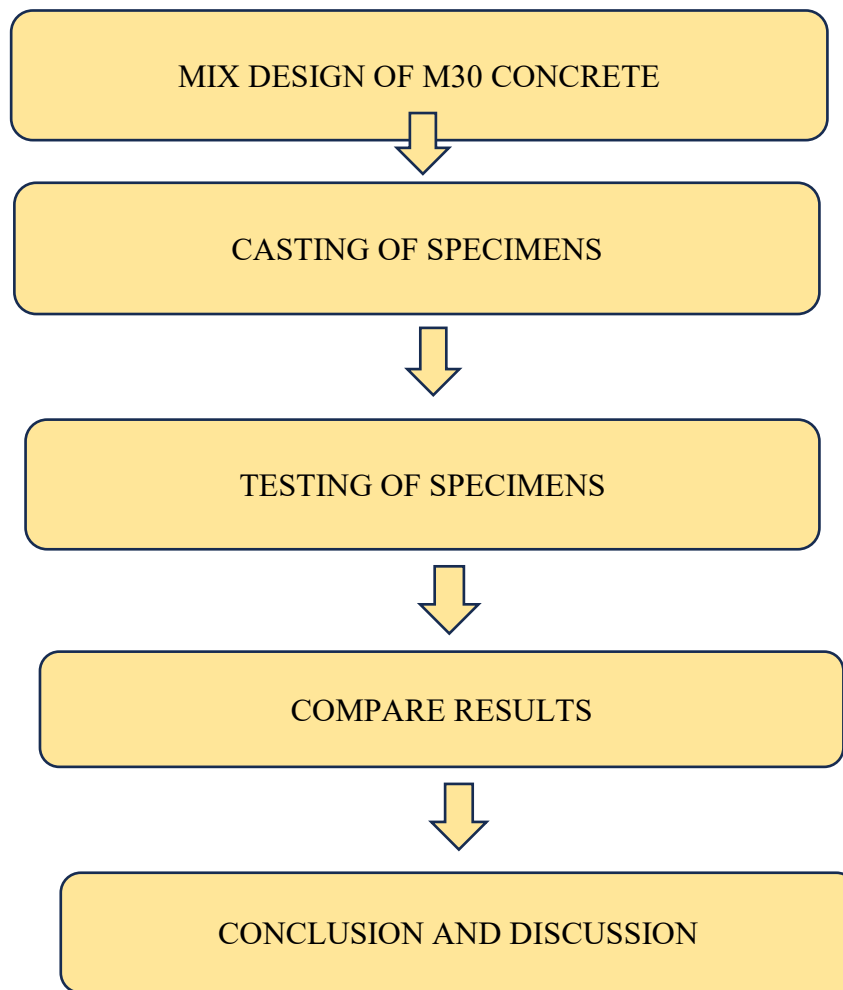 MIX DESIGN OF M30 CONCRETE
CASTING OF SPECIMENS
TESTING OF SPECIMENS
COMPARE RESULTS
CONCLUSION AND DISCUSSION